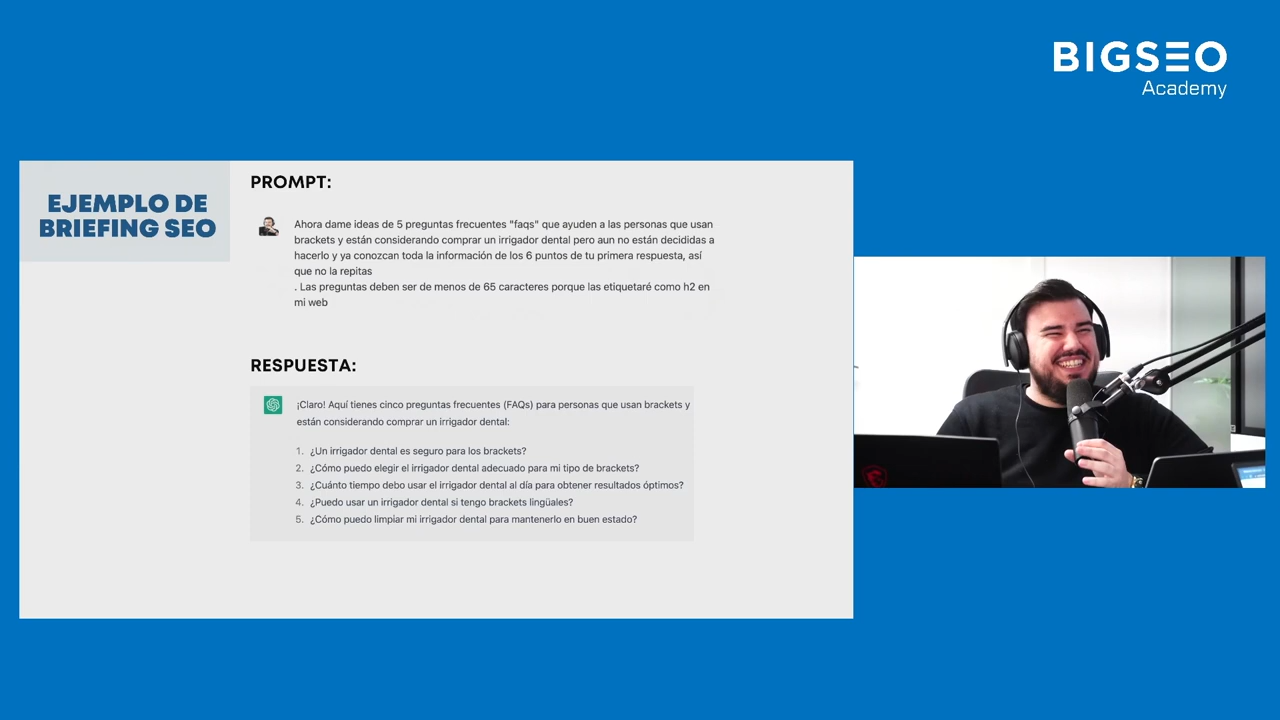 BIGSEO
Academy
EJEMPLO DE
BRIEFING SEO
PROMPT:
Ahora dame ideas de 5 preguntas frecuentes "faqs" que ayuden a las personas que usan
brackets y están considerando comprar un irrigador dental pero aun no están decididas a
hacerlo y ya conozcan toda la información de los 6 puntos de tu primera respuesta, así
que no la repitas
. Las preguntas deben ser de menos de 65 caracteres porque las etiquetaré como h2 en
mi web
RESPUESTA:
¡Claro! Aquí tienes cinco preguntas frecuentes (FAQs) para personas que usan brackets y
están considerando comprar un irrigador dental:
1. ¿Un irrigador dental es seguro para los brackets?
2. ¿Cómo puedo elegir el irrigador dental adecuado para mi tipo de brackets?
3. ¿Cuánto tiempo debo usar el irrigador dental al día para obtener resultados óptimos?
4. ¿Puedo usar un irrigador dental si tengo brackets lingüales?
5. ¿Cómo puedo limpiar mi irrigador dental para mantenerlo en buen estado?